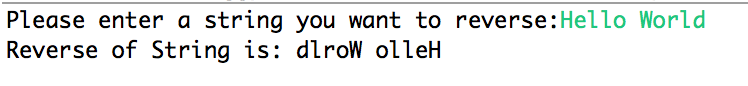 Please enter a string you want to reverse:Hello World
Reverse of String is: dlroW olleH